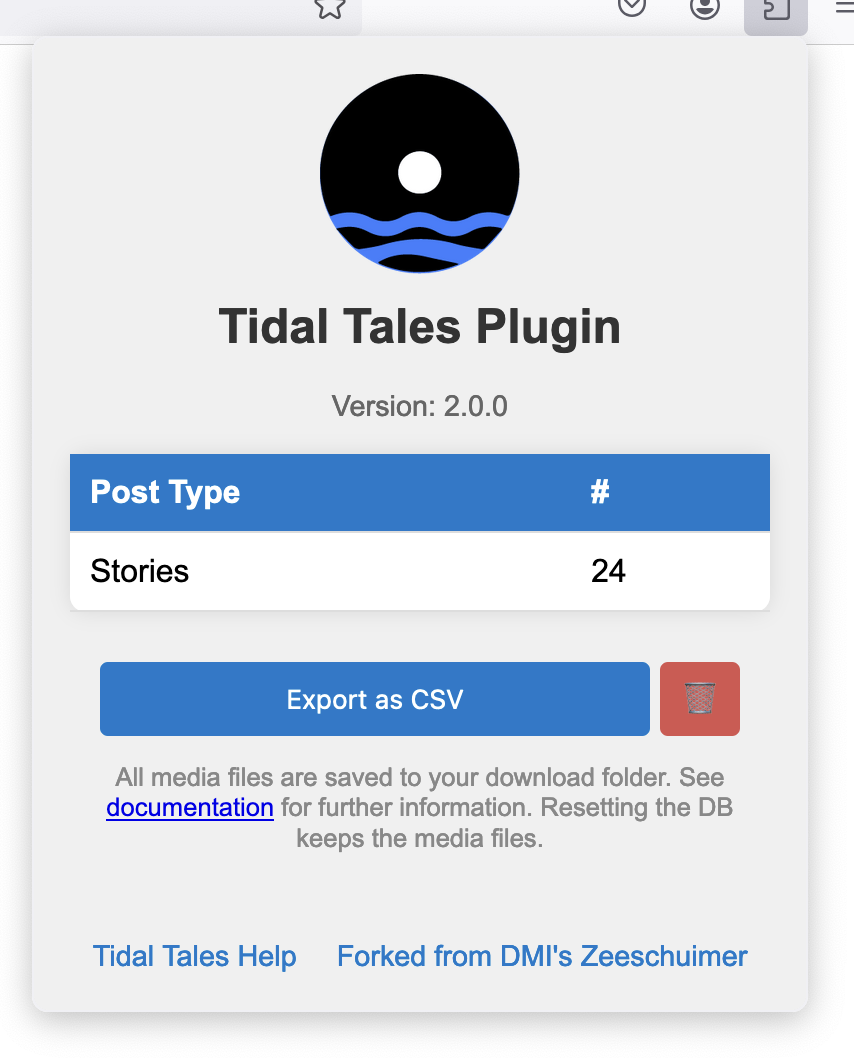 Tidal Tales Plugin
Version: 2.0.0
Post Type #
Stories 24
Export as CSV
All media files are saved to your download folder. See
documentation for further information. Resetting the DB
keeps the media files.
Tidal Tales Help Forked from DMI's Zeeschuimer